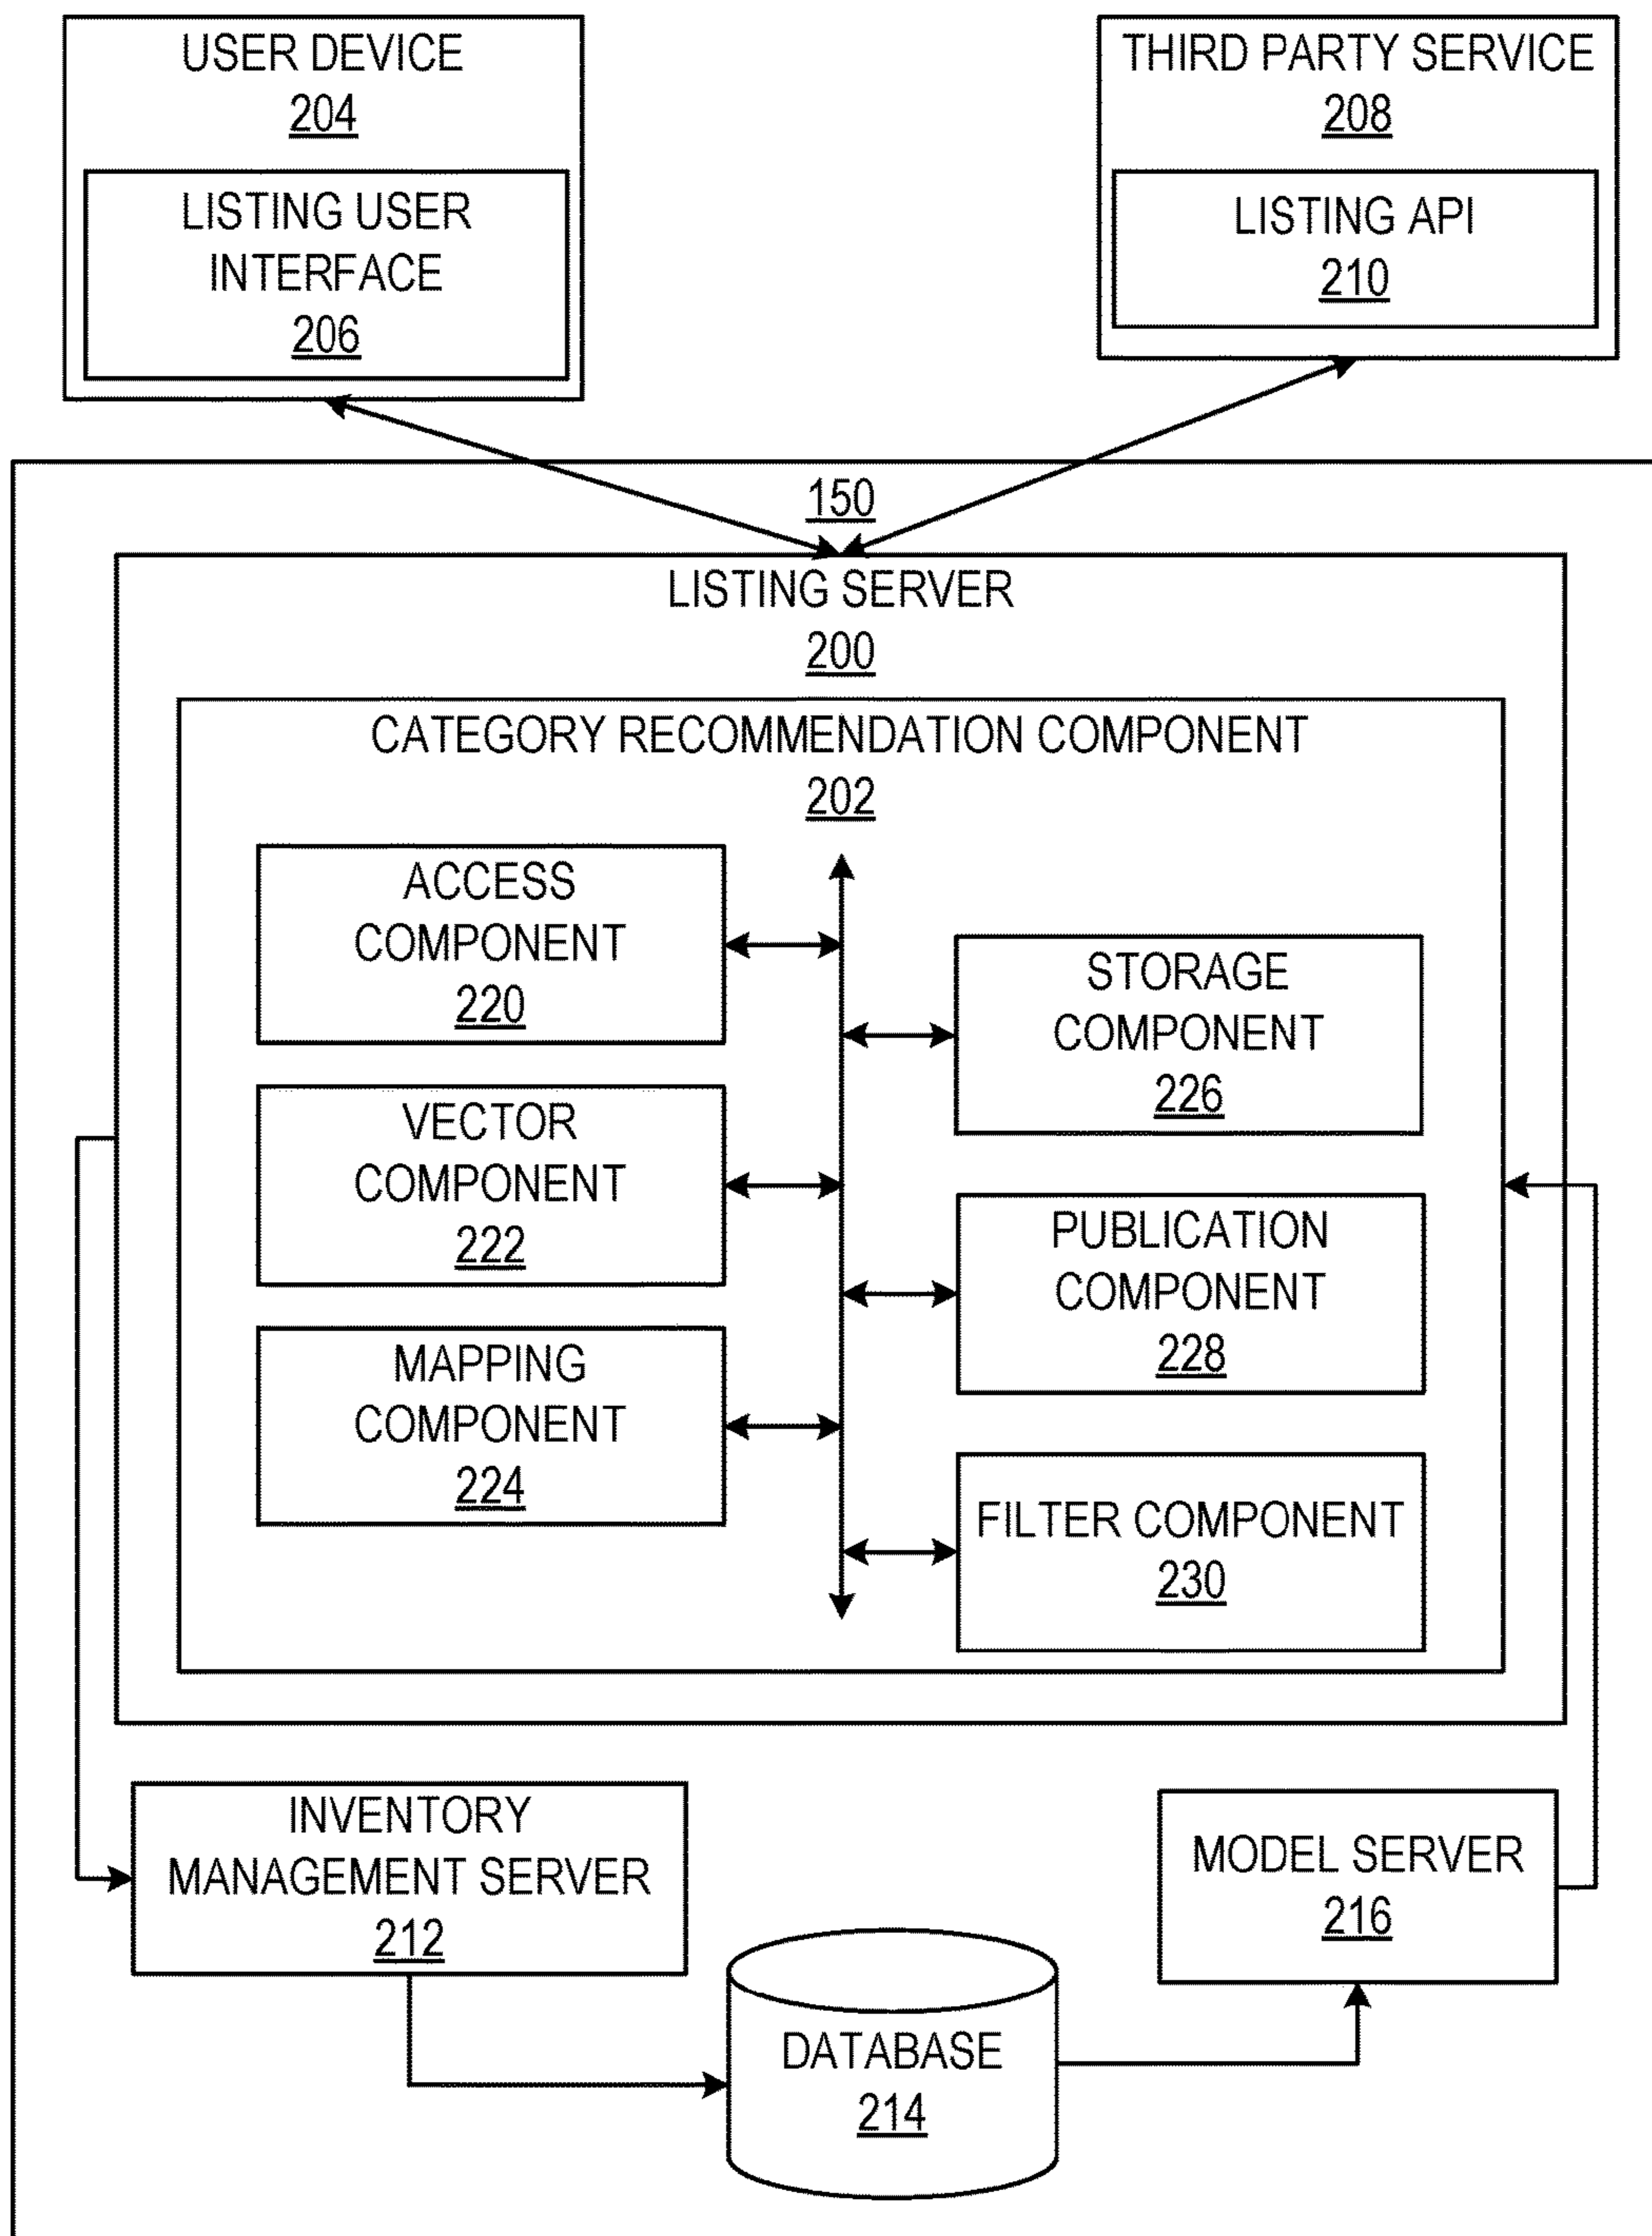 USER DEVICE
204
LISTING USER
INTERFACE
206
THIRD PARTY SERVICE
208
LISTING API
210
150
LISTING SERVER
200
CATEGORY RECOMMENDATION COMPONENT
202
ACCESS
COMPONENT
220
VECTOR
COMPONENT
222
MAPPING
COMPONENT
224
STORAGE
COMPONENT
226
PUBLICATION
COMPONENT
228
FILTER COMPONENT
230
INVENTORY
MANAGEMENT SERVER
212
DATABASE
214
MODEL SERVER
216